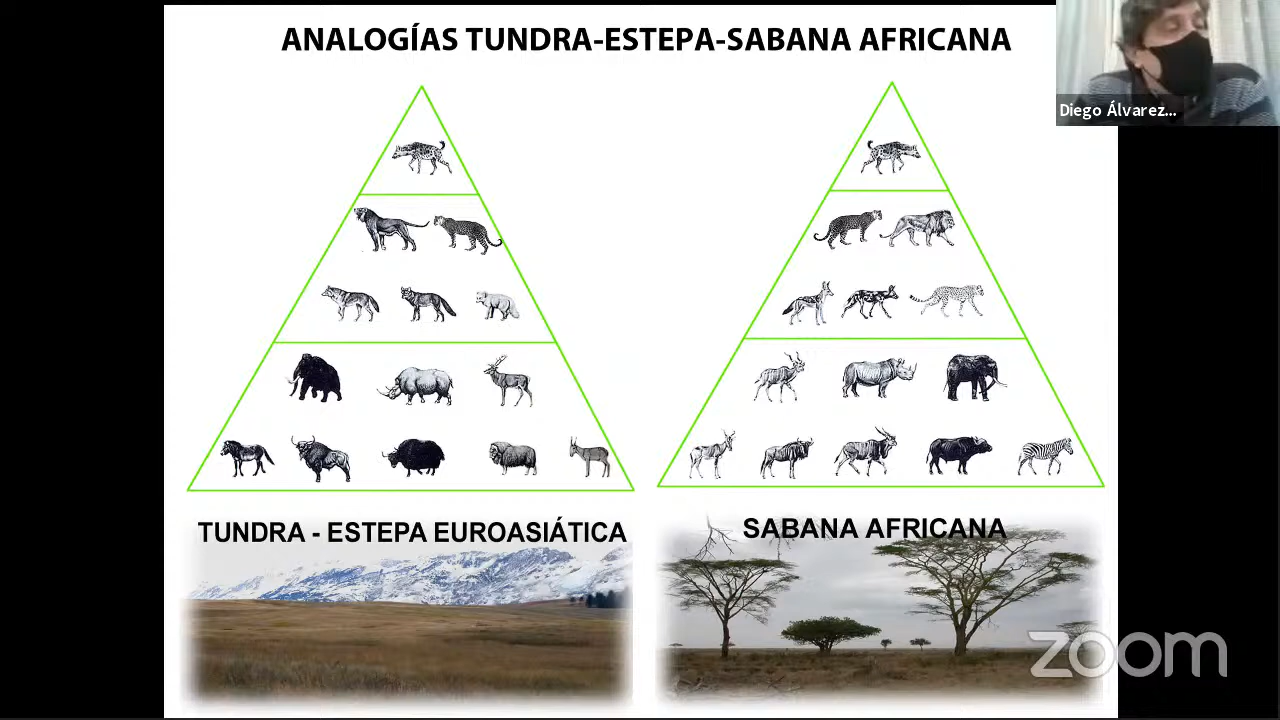 ANALOGÍAS TUNDRA-ESTEPA-SABANA AFRICANA
Diego Álvarez...
TUNDRA - ESTEPA EUROASIÁTICA
SABANA AFRICANA
zoom